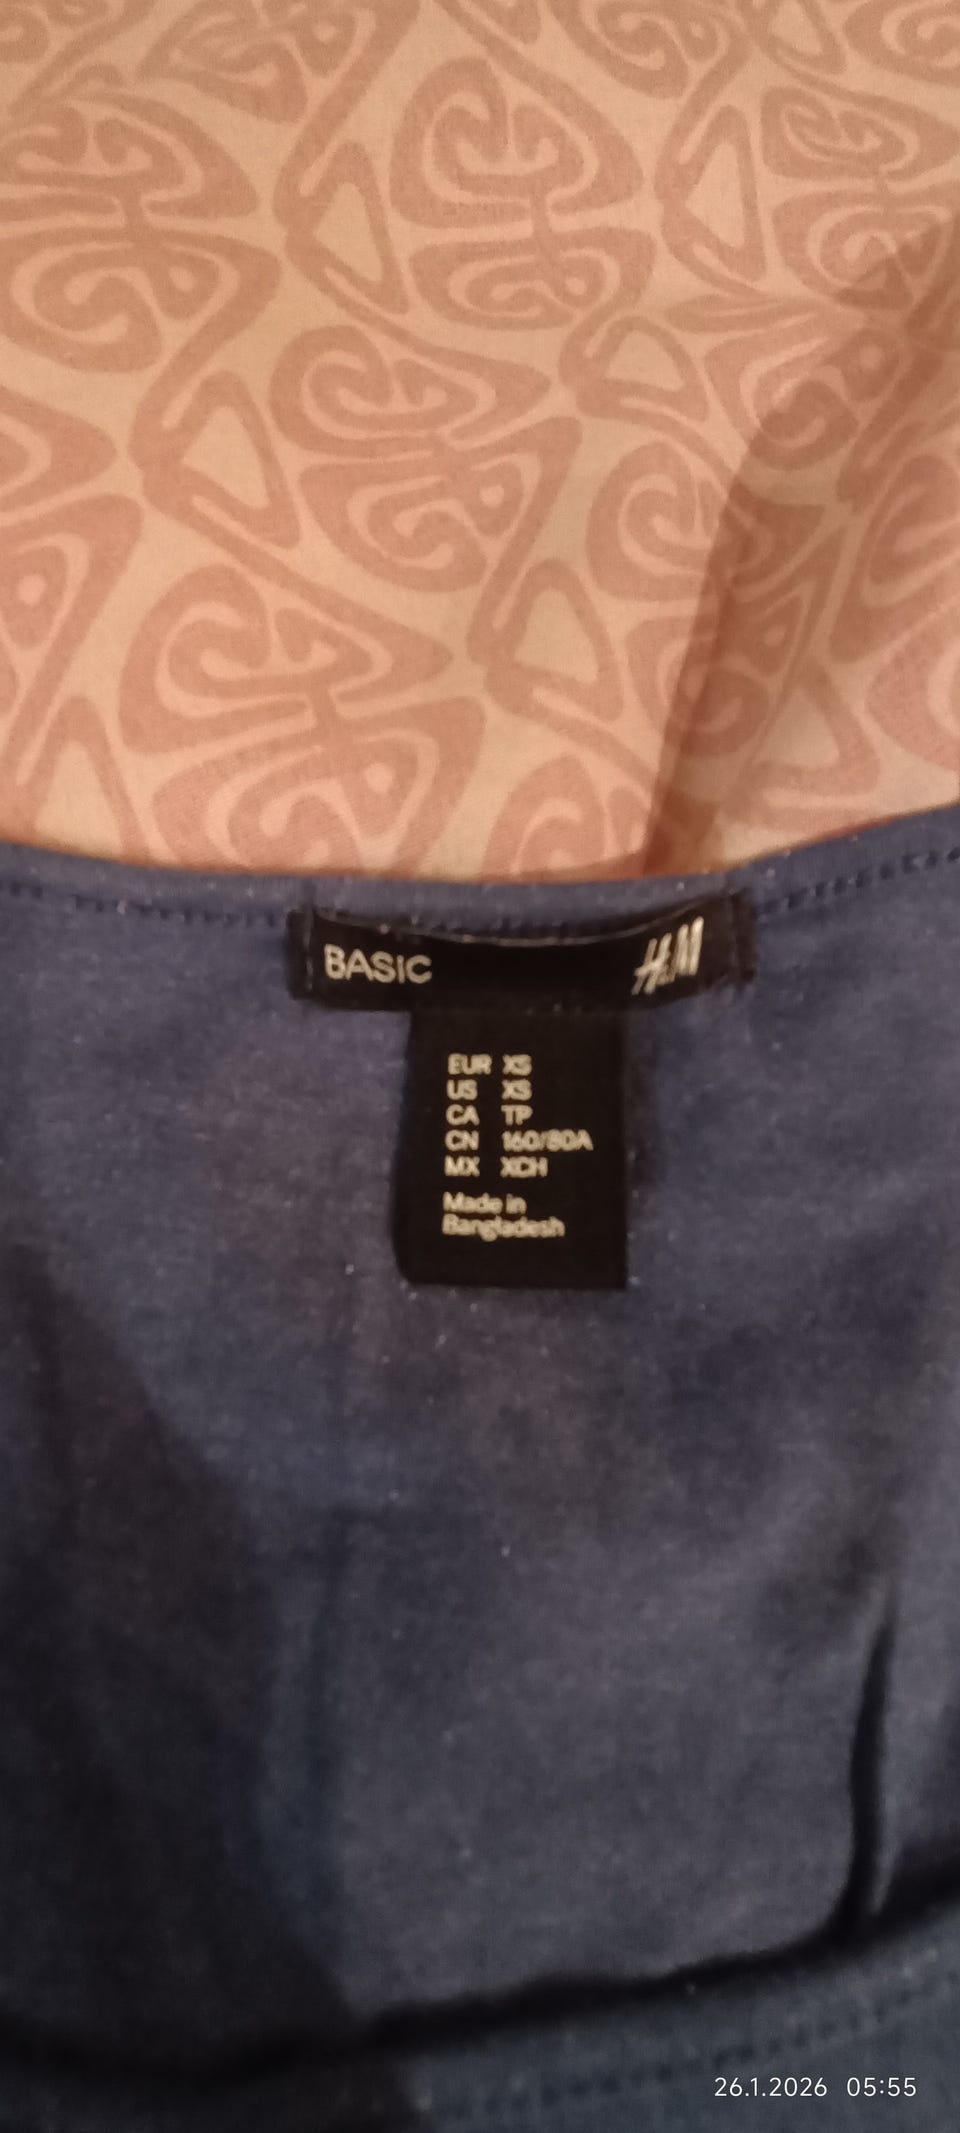 BASIC H&M
EUR XS
US XS
CA TP
CN 160/80A
MX XCH
Made in
Bangladesh
26.1.2026 05:55